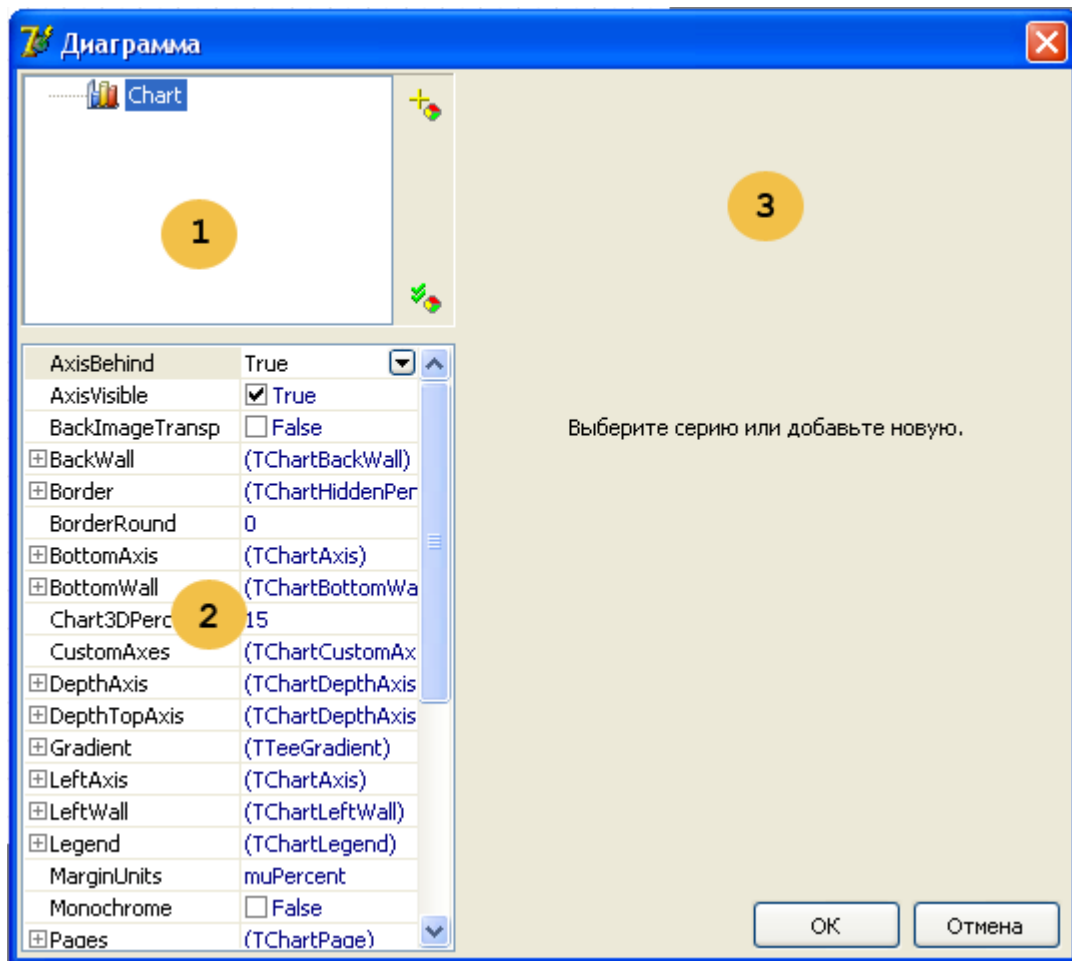 Диаграмма
Chart
1
3
AxisBehind True
AxisVisible True
BackImageTransp False
Выберите серию или добавьте новую.
BackWall (TChartBackWall)
Border (TChartHiddenPer
BorderRound 0
BottomAxis (TChartAxis)
BottomWall (TChartBottomWa
Chart3DPerc 2 15
CustomAxes (TChartCustomAx
DepthAxis (TChartDepthAxis
DepthTopAxis (TChartDepthAxis
Gradient (TTeeGradient)
LeftAxis (TChartAxis)
LeftWall (TChartLeftWall)
Legend (TChartLegend)
MarginUnits muPercent
Monochrome False
Pages (TChartPage)
OK Отмена